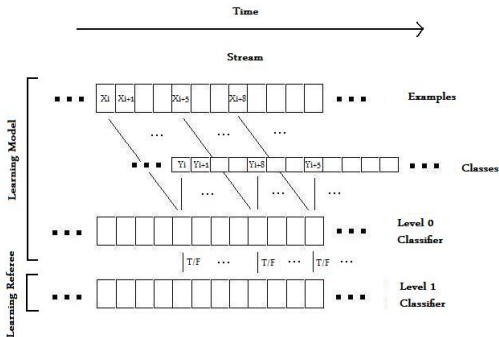 Time
Stream
Xi Xi+1 Xi+5 Xi+8
Examples
... ... ...
Yi Yi+1 Yi+8 Yi+5
Classes
... ... ...
Learning Model
Level 0
Classifier
T/F ... T/F ... T/F ...
Learning Referee
Level 1
Classifier